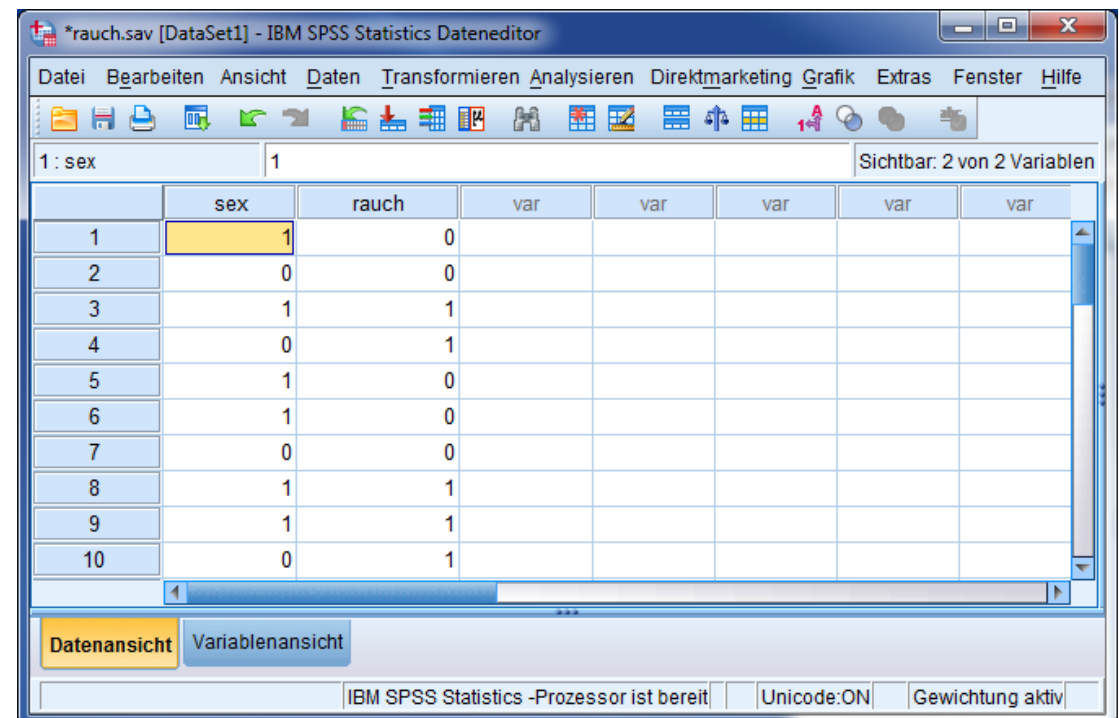 *rauch.sav [DataSet1] - IBM SPSS Statistics Dateneditor
Datei Bearbeiten Ansicht Daten Transformieren Analysieren Direktmarketing Grafik Extras Fenster Hilfe
1 : sex 1 Sichtbar: 2 von 2 Variablen
sex rauch var var var var var
1 1 0
2 0 0
3 1 1
4 0 1
5 1 0
6 1 0
7 0 0
8 1 1
9 1 1
10 0 1
Datenansicht Variablenansicht
IBM SPSS Statistics -Prozessor ist bereit Unicode:ON Gewichtung aktiv